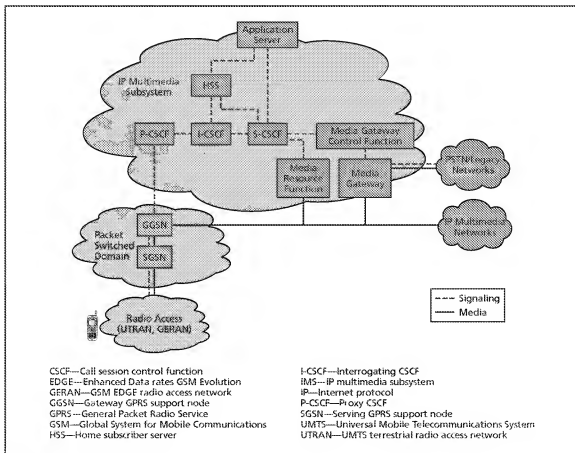 Application
Server
IP Multimedia
Subsystem
HSS
P-CSCF
I-CSCF
S-CSCF
Media Gateway
Control Function
Media
Resource
Function
Media
Gateway
PSTN/Legacy
Networks
IP Multimedia
Networks
Packet
Switched
Domain
GGSN
SGSN
Radio Access
(UTRAN, GERAN)
Signaling
Media
CSCF—Call session control function
EDGE—Enhanced Data rates GSM Evolution
GERAN—GSM EDGE radio access network
GGSN—Gateway GPRS support node
GPRS—General Packet Radio Service
GSM—Global System for Mobile Communications
HSS—Home subscriber server
I-CSCF—Interrogating CSCF
IMS—IP multimedia subsystem
IP—Internet protocol
P-CSCF—Proxy CSCF
SGSN—Serving GPRS support node
UMTS—Universal Mobile Telecommunications System
UTRAN—UMTS terrestrial radio access network